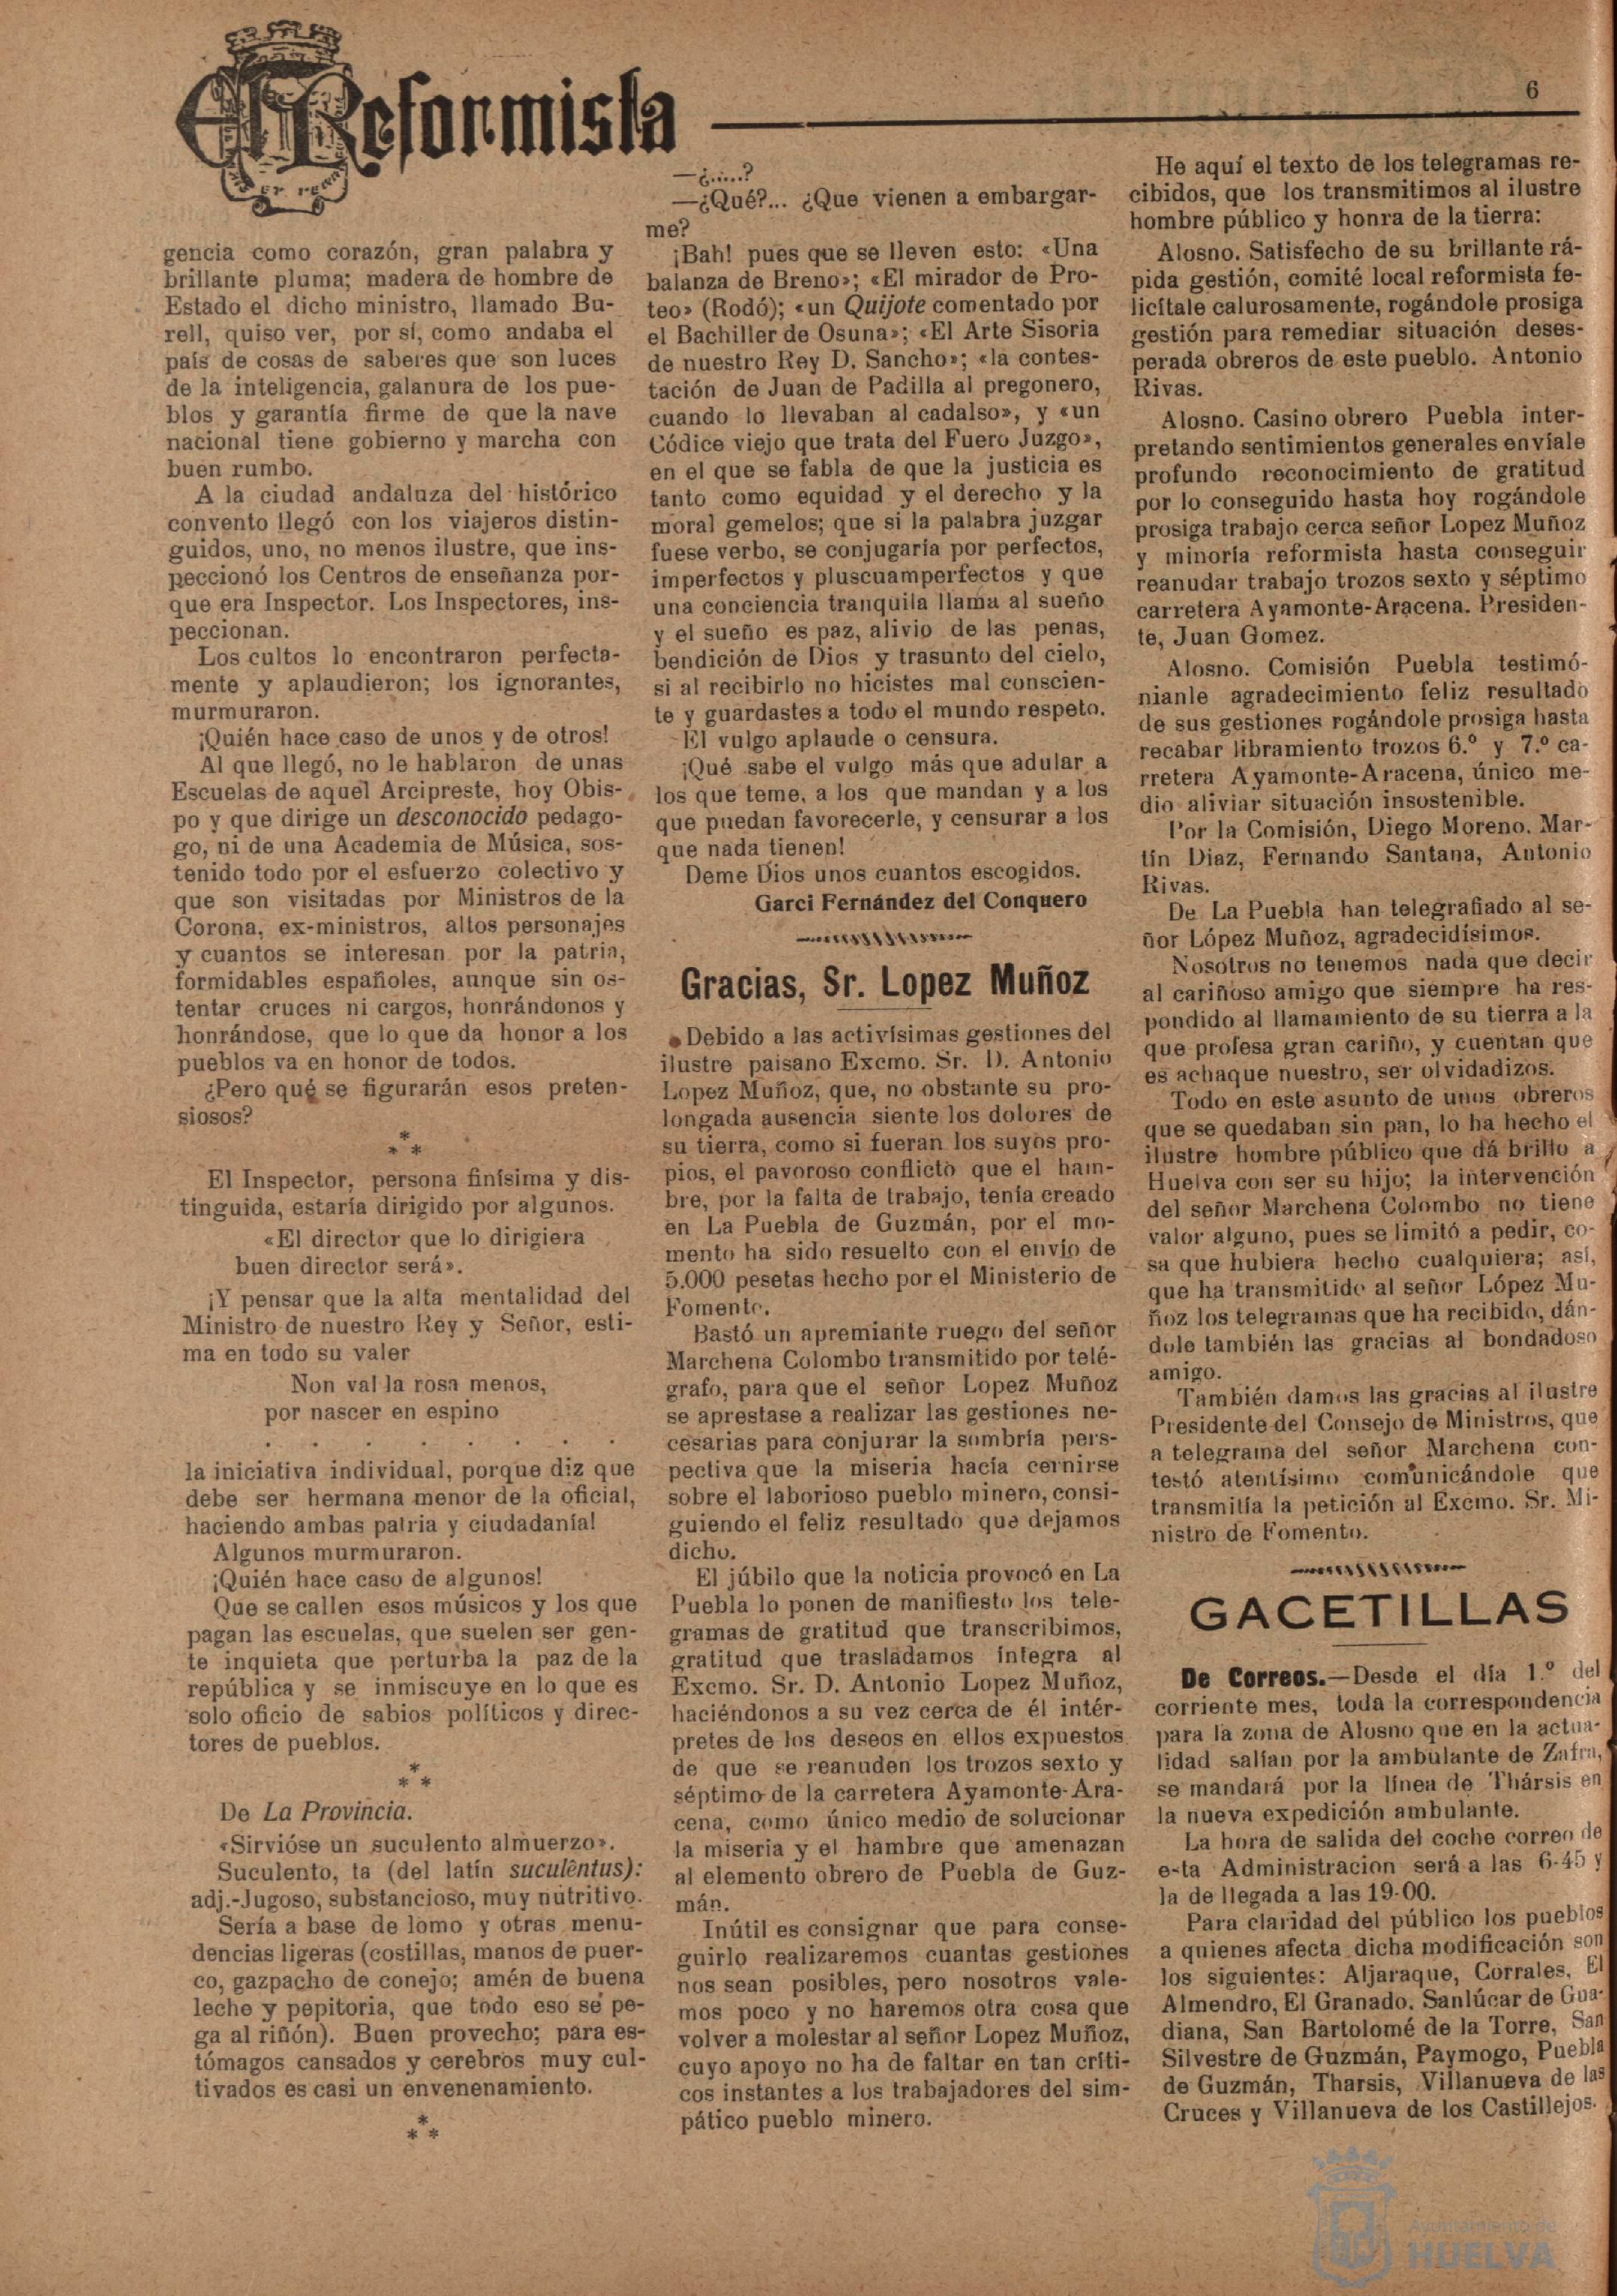 El Reformista
6
gencia como corazón, gran palabra y
brillante pluma; madera de hombre de
Estado el dicho ministro, llamado Bu-
rell, quiso ver, por sí, como andaba el
país de cosas de saberes que son luces
de la inteligencia, galanura de los pue-
blos y garantía firme de que la nave
nacional tiene gobierno y marcha con
buen rumbo.
A la ciudad andaluza del histórico
convento llegó con los viajeros distin-
guidos, uno, no menos ilustre, que ins-
peccionó los Centros de enseñanza por-
que era Inspector. Los Inspectores, ins-
peccionan.
Los cultos lo encontraron perfecta-
mente y aplaudieron; los ignorantes,
murmuraron.
¡Quién hace caso de unos y de otros!
Al que llegó, no le hablaron de unas
Escuelas de aquel Arcipreste, hoy Obis-
po y que dirige un desconocido pedago-
go, ni de una Academia de Música, sos-
tenido todo por el esfuerzo colectivo y
que son visitadas por Ministros de la
Corona, ex-ministros, altos personajes
y cuantos se interesan por la patria,
formidables españoles, aunque sin os-
tentar cruces ni cargos, honrándonos y
honrándose, que lo que da honor a los
pueblos va en honor de todos.
¿Pero qué se figurarán esos preten-
siosos?
*
* *
El Inspector, persona finísima y dis-
tinguida, estaría dirigido por algunos.
«El director que lo dirigiera
buen director será».
¡Y pensar que la alta mentalidad del
Ministro de nuestro Rey y Señor, esti-
ma en todo su valer
Non val la rosa menos,
por nascer en espino
. . . . . . .
la iniciativa individual, porque diz que
debe ser hermana menor de la oficial,
haciendo ambas patria y ciudadanía!
Algunos murmuraron.
¡Quién hace caso de algunos!
Que se callen esos músicos y los que
pagan las escuelas, que suelen ser gen-
te inquieta que perturba la paz de la
república y se inmiscuye en lo que es
solo oficio de sabios políticos y direc-
tores de pueblos.
*
* *
De La Provincia.
«Sirvióse un suculento almuerzo».
Suculento, ta (del latín suculéntus):
adj.-Jugoso, substancioso, muy nutritivo.
Sería a base de lomo y otras menu-
dencias ligeras (costillas, manos de puer-
co, gazpacho de conejo; amén de buena
leche y pepitoria, que todo eso se pe-
ga al riñón). Buen provecho; para es-
tómagos cansados y cerebros muy cul-
tivados es casi un envenenamiento.
*
* *
—¿.....?
—¿Qué?... ¿Que vienen a embargar-
me?
¡Bah! pues que se lleven esto: «Una
balanza de Breno»; «El mirador de Pro-
teo» (Rodó); «un Quijote comentado por
el Bachiller de Osuna»; «El Arte Sisoria
de nuestro Rey D. Sancho»; «la contes-
tación de Juan de Padilla al pregonero,
cuando lo llevaban al cadalso», y «un
Códice viejo que trata del Fuero Juzgo»,
en el que se fabla de que la justicia es
tanto como equidad y el derecho y la
moral gemelos; que si la palabra juzgar
fuese verbo, se conjugaría por perfectos,
imperfectos y pluscuamperfectos y que
una conciencia tranquila llama al sueño
y el sueño es paz, alivio de las penas,
bendición de Dios y trasunto del cielo,
si al recibirlo no hicistes mal conscien-
te y guardastes a todo el mundo respeto.
El vulgo aplaude o censura.
¡Qué sabe el vulgo más que adular a
los que teme, a los que mandan y a los
que puedan favorecerle, y censurar a los
que nada tienen!
Deme Dios unos cuantos escogidos.
Garci Fernández del Conquero
Gracias, Sr. Lopez Muñoz
Debido a las activísimas gestiones del
ilustre paisano Excmo. Sr. D. Antonio
Lopez Muñoz, que, no obstante su pro-
longada ausencia siente los dolores de
su tierra, como si fueran los suyos pro-
pios, el pavoroso conflicto que el ham-
bre, por la falta de trabajo, tenía creado
en La Puebla de Guzmán, por el mo-
mento ha sido resuelto con el envío de
5.000 pesetas hecho por el Ministerio de
Fomento.
Bastó un apremiante ruego del señor
Marchena Colombo transmitido por telé-
grafo, para que el señor Lopez Muñoz
se aprestase a realizar las gestiones ne-
cesarias para conjurar la sombría pers-
pectiva que la miseria hacía cernirse
sobre el laborioso pueblo minero, consi-
guiendo el feliz resultado que dejamos
dicho.
El júbilo que la noticia provocó en La
Puebla lo ponen de manifiesto los tele-
gramas de gratitud que transcribimos,
gratitud que trasladamos íntegra al
Excmo. Sr. D. Antonio Lopez Muñoz,
haciéndonos a su vez cerca de él intér-
pretes de los deseos en ellos expuestos
de que se reanuden los trozos sexto y
séptimo de la carretera Ayamonte-Ara-
cena, como único medio de solucionar
la miseria y el hambre que amenazan
al elemento obrero de Puebla de Guz-
mán.
Inútil es consignar que para conse-
guirlo realizaremos cuantas gestiones
nos sean posibles, pero nosotros vale-
mos poco y no haremos otra cosa que
volver a molestar al señor Lopez Muñoz,
cuyo apoyo no ha de faltar en tan críti-
cos instantes a los trabajadores del sim-
pático pueblo minero.
He aquí el texto de los telegramas re-
cibidos, que los transmitimos al ilustre
hombre público y honra de la tierra:
Alosno. Satisfecho de su brillante rá-
pida gestión, comité local reformista fe-
licítale calurosamente, rogándole prosiga
gestión para remediar situación deses-
perada obreros de este pueblo. Antonio
Rivas.
Alosno. Casino obrero Puebla inter-
pretando sentimientos generales envíale
profundo reconocimiento de gratitud
por lo conseguido hasta hoy rogándole
prosiga trabajo cerca señor Lopez Muñoz
y minoría reformista hasta conseguir
reanudar trabajo trozos sexto y séptimo
carretera Ayamonte-Aracena. Presiden-
te, Juan Gomez.
Alosno. Comisión Puebla testimó-
nianle agradecimiento feliz resultado
de sus gestiones rogándole prosiga hasta
recabar libramiento trozos 6.º y 7.º ca-
rretera Ayamonte-Aracena, único me-
dio aliviar situación insostenible.
Por la Comisión, Diego Moreno. Mar-
tín Diaz, Fernando Santana, Antonio
Rivas.
De La Puebla han telegrafiado al se-
ñor López Muñoz, agradecidísimos.
Nosotros no tenemos nada que decir
al cariñoso amigo que siempre ha res-
pondido al llamamiento de su tierra a la
que profesa gran cariño, y cuentan que
es achaque nuestro, ser olvidadizos.
Todo en este asunto de unos obreros
que se quedaban sin pan, lo ha hecho el
ilustre hombre público que dá brillo a
Huelva con ser su hijo; la intervención
del señor Marchena Colombo no tiene
valor alguno, pues se limitó a pedir, co-
sa que hubiera hecho cualquiera; así,
que ha transmitido al señor López Mu-
ñoz los telegramas que ha recibido, dán-
dole también las gracias al bondadoso
amigo.
También damos las gracias al ilustre
Presidente del Consejo de Ministros, que
a telegrama del señor Marchena con-
testó atentísimo comunicándole que
transmitía la petición al Excmo. Sr. Mi-
nistro de Fomento.
GACETILLAS
De Correos.—Desde el día 1.º del
corriente mes, toda la correspondencia
para la zona de Alosno que en la actua-
lidad salían por la ambulante de Zafra,
se mandará por la línea de Thársis en
la nueva expedición ambulante.
La hora de salida del coche correo de
esta Administracion será a las 6-45 y
la de llegada a las 19-00.
Para claridad del público los pueblos
a quienes afecta dicha modificación son
los siguientes: Aljaraque, Corrales, El
Almendro, El Granado, Sanlúcar de Gua-
diana, San Bartolomé de la Torre, San
Silvestre de Guzmán, Paymogo, Puebla
de Guzmán, Tharsis, Villanueva de las
Cruces y Villanueva de los Castillejos.
Ayuntamiento de
HUELVA